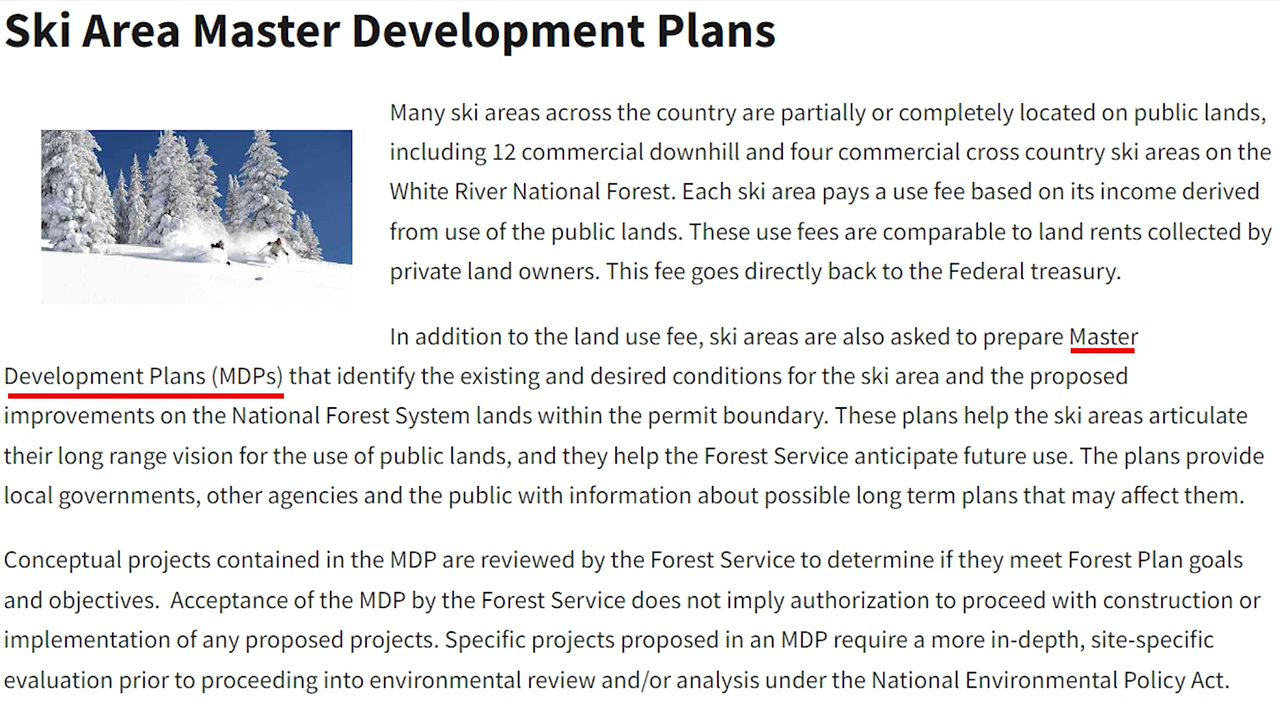 Ski Area Master Development Plans
Many ski areas across the country are partially or completely located on public lands,
including 12 commercial downhill and four commercial cross country ski areas on the
White River National Forest. Each ski area pays a use fee based on its income derived
from use of the public lands. These use fees are comparable to land rents collected by
private land owners. This fee goes directly back to the Federal treasury.
In addition to the land use fee, ski areas are also asked to prepare Master
Development Plans (MDPs) that identify the existing and desired conditions for the ski area and the proposed
improvements on the National Forest System lands within the permit boundary. These plans help the ski areas articulate
their long range vision for the use of public lands, and they help the Forest Service anticipate future use. The plans provide
local governments, other agencies and the public with information about possible long term plans that may affect them.
Conceptual projects contained in the MDP are reviewed by the Forest Service to determine if they meet Forest Plan goals
and objectives.  Acceptance of the MDP by the Forest Service does not imply authorization to proceed with construction or
implementation of any proposed projects. Specific projects proposed in an MDP require a more in-depth, site-specific
evaluation prior to proceeding into environmental review and/or analysis under the National Environmental Policy Act.